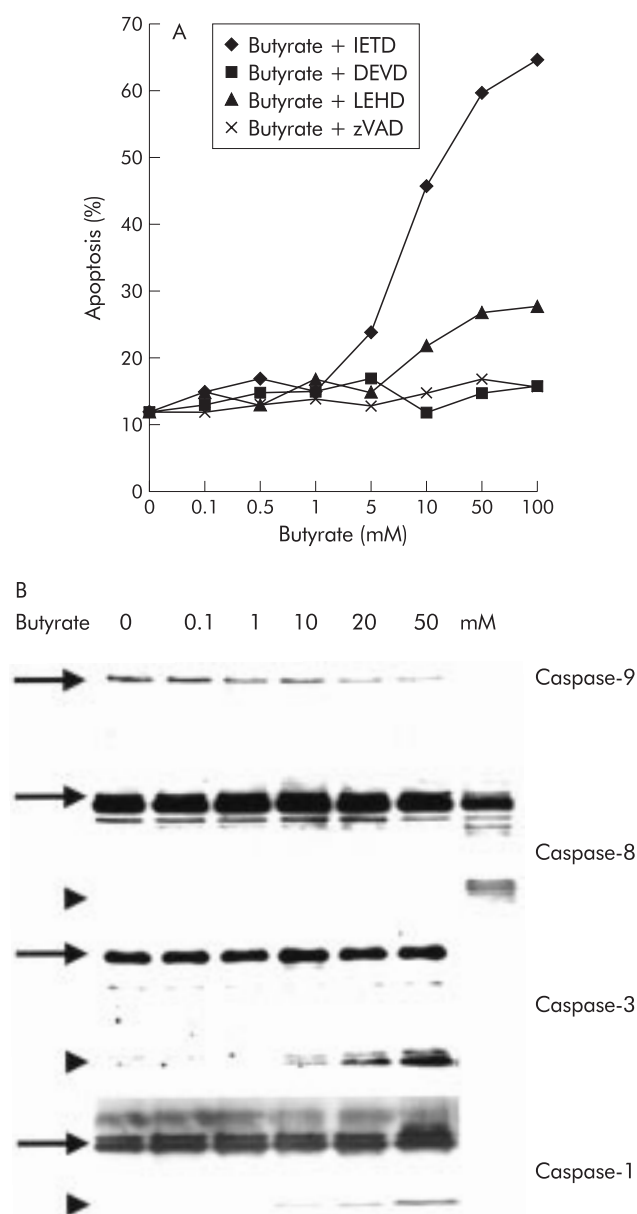 A
Butyrate + IETD
Butyrate + DEVD
Butyrate + LEHD
Butyrate + zVAD
70
60
50
40
30
20
10
0
Apoptosis (%)
0 0.1 0.5 1 5 10 50 100
Butyrate (mM)
B
Butyrate 0 0.1 1 10 20 50 mM
Caspase-9
Caspase-8
Caspase-3
Caspase-1